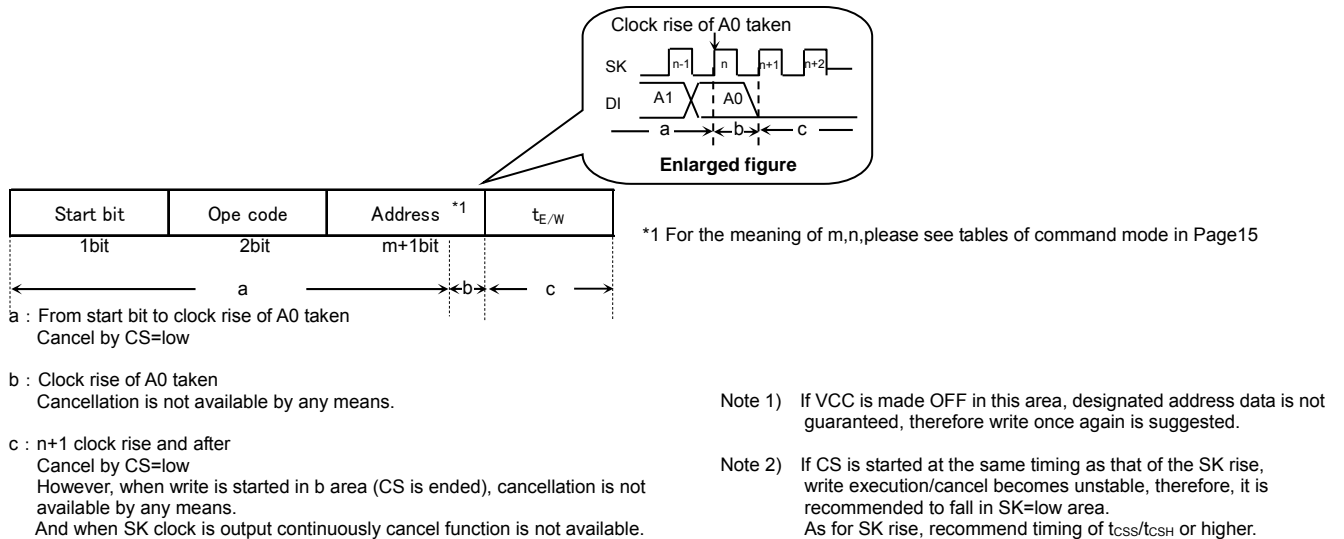 Clock rise of A0 taken
SK
n-1
n
n+1
n+2
DI
A1
A0
a
b
c
Enlarged figure
Start bit
Ope code
Address *1
tE/W
1bit
2bit
m+1bit
*1 For the meaning of m,n,please see tables of command mode in Page15
a
b
c
a : From start bit to clock rise of A0 taken
Cancel by CS=low
b : Clock rise of A0 taken
Cancellation is not available by any means.
c : n+1 clock rise and after
Cancel by CS=low
However, when write is started in b area (CS is ended), cancellation is not
available by any means.
And when SK clock is output continuously cancel function is not available.
Note 1) If VCC is made OFF in this area, designated address data is not
guaranteed, therefore write once again is suggested.
Note 2) If CS is started at the same timing as that of the SK rise,
write execution/cancel becomes unstable, therefore, it is
recommended to fall in SK=low area.
As for SK rise, recommend timing of tCSS/tCSH or higher.